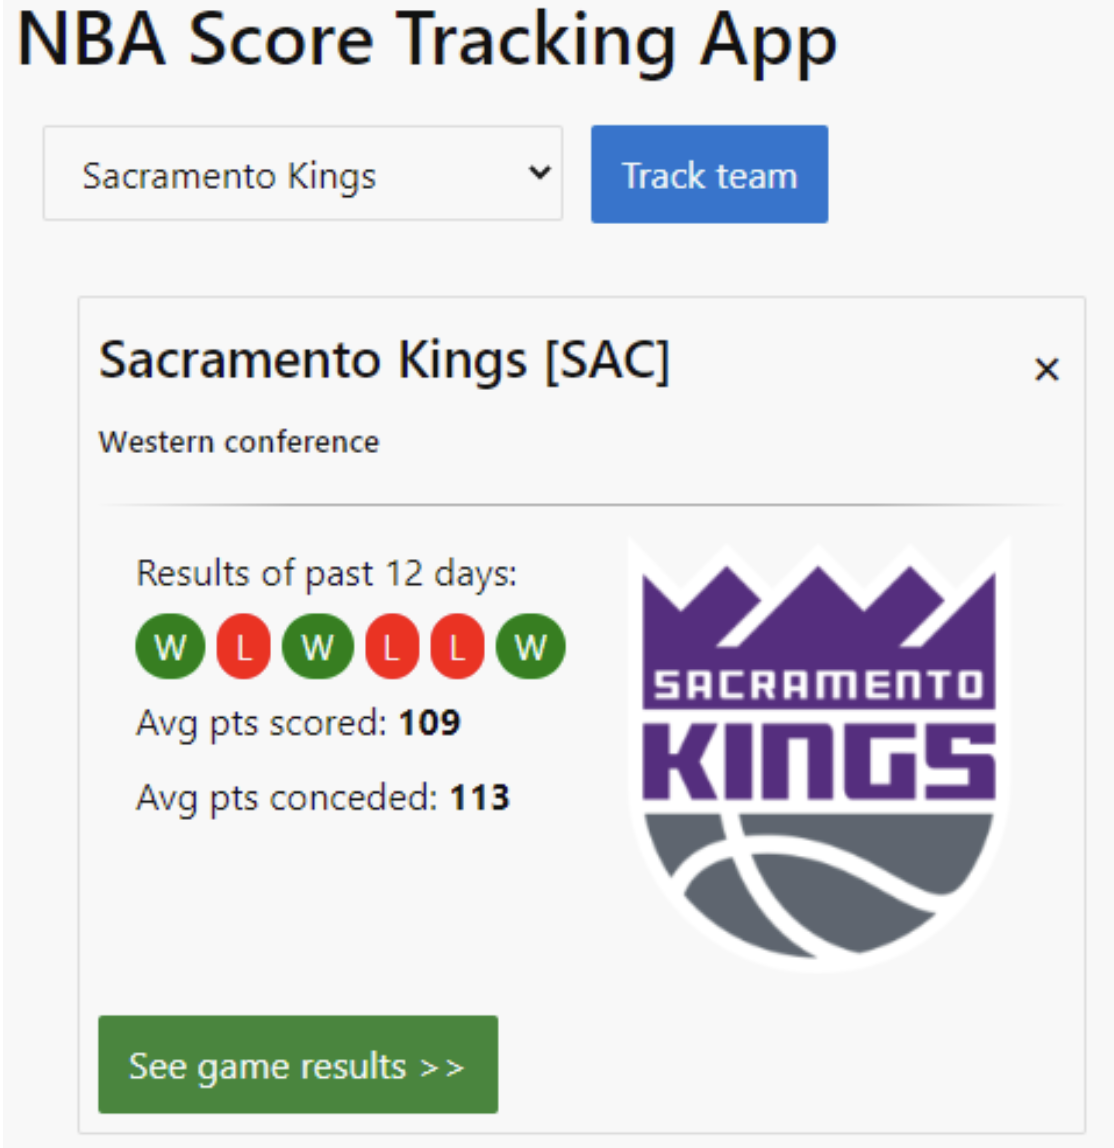 NBA Score Tracking App
Sacramento Kings
Track team
Sacramento Kings [SAC]
×
Western conference
Results of past 12 days:
W L W L L W
Avg pts scored: 109
Avg pts conceded: 113
SACRAMENTO
KINGS
See game results >>